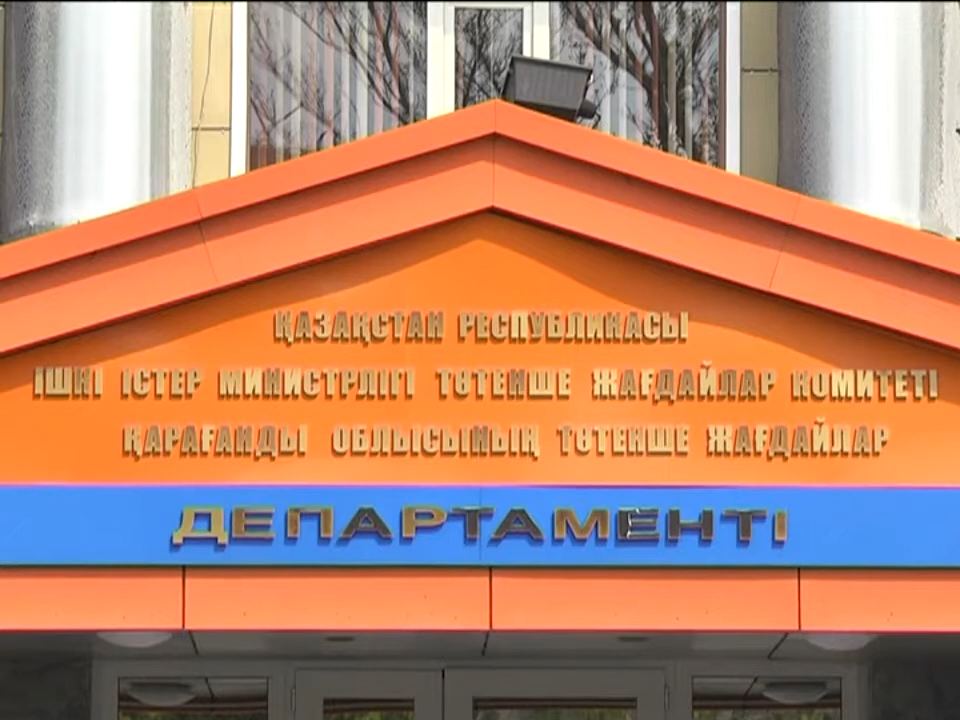 ҚАЗАҚСТАН РЕСПУБЛИКАСЫ
ІШКІ ІСТЕР МИНИСТРЛІГІ ТӨТЕНШЕ ЖАҒДАЙЛАР КОМИТЕТІ
ҚАРАҒАНДЫ ОБЛЫСЫНЫҢ ТӨТЕНШЕ ЖАҒДАЙЛАР
ДЕПАРТАМЕНТІ